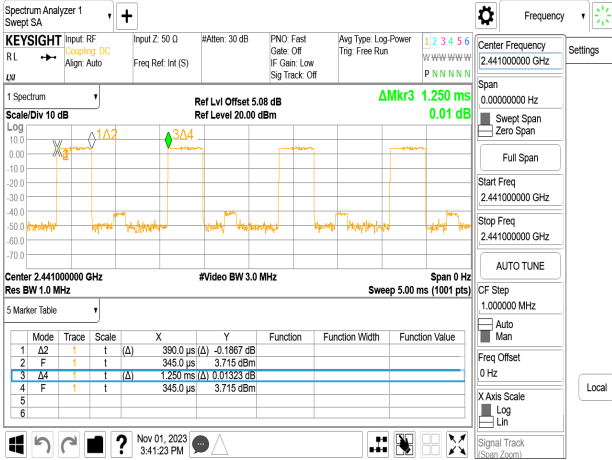 Spectrum Analyzer 1
Swept SA
Frequency
KEYSIGHT Input: RF Input Z: 50 Ω #Atten: 30 dB PNO: Fast Avg Type: Log-Power 1 2 3 4 5 6
RL Coupling: DC Gate: Off Trig: Free Run
Align: Auto Freq Ref: Int (S) IF Gain: Low W W W W W W
Sig Track: Off P N N N N N
LXI
1 Spectrum
Ref Lvl Offset 5.08 dB ΔMkr3 1.250 ms
Scale/Div 10 dB Ref Level 20.00 dBm 0.01 dB
Log
1Δ2 3Δ4
10.0
0.00
-10.0
-20.0
-30.0
-40.0
-50.0
-60.0
-70.0
Center 2.441000000 GHz #Video BW 3.0 MHz Span 0 Hz
Res BW 1.0 MHz Sweep 5.00 ms (1001 pts)
5 Marker Table
Mode Trace Scale X Y Function Function Width Function Value
1 Δ2 1 t (Δ) 390.0 µs (Δ) -0.1867 dB
2 F 1 t 345.0 µs 3.715 dBm
3 Δ4 1 t (Δ) 1.250 ms (Δ) 0.01323 dB
4 F 1 t 345.0 µs 3.715 dBm
5
6
?
Nov 01, 2023
3:41:23 PM
Center Frequency
2.441000000 GHz
Settings
Span
0.00000000 Hz
Swept Span
Zero Span
Full Span
Start Freq
2.441000000 GHz
Stop Freq
2.441000000 GHz
AUTO TUNE
CF Step
1.000000 MHz
Auto
Man
Freq Offset
0 Hz
Local
X Axis Scale
Log
Lin
Signal Track
(Span Zoom)